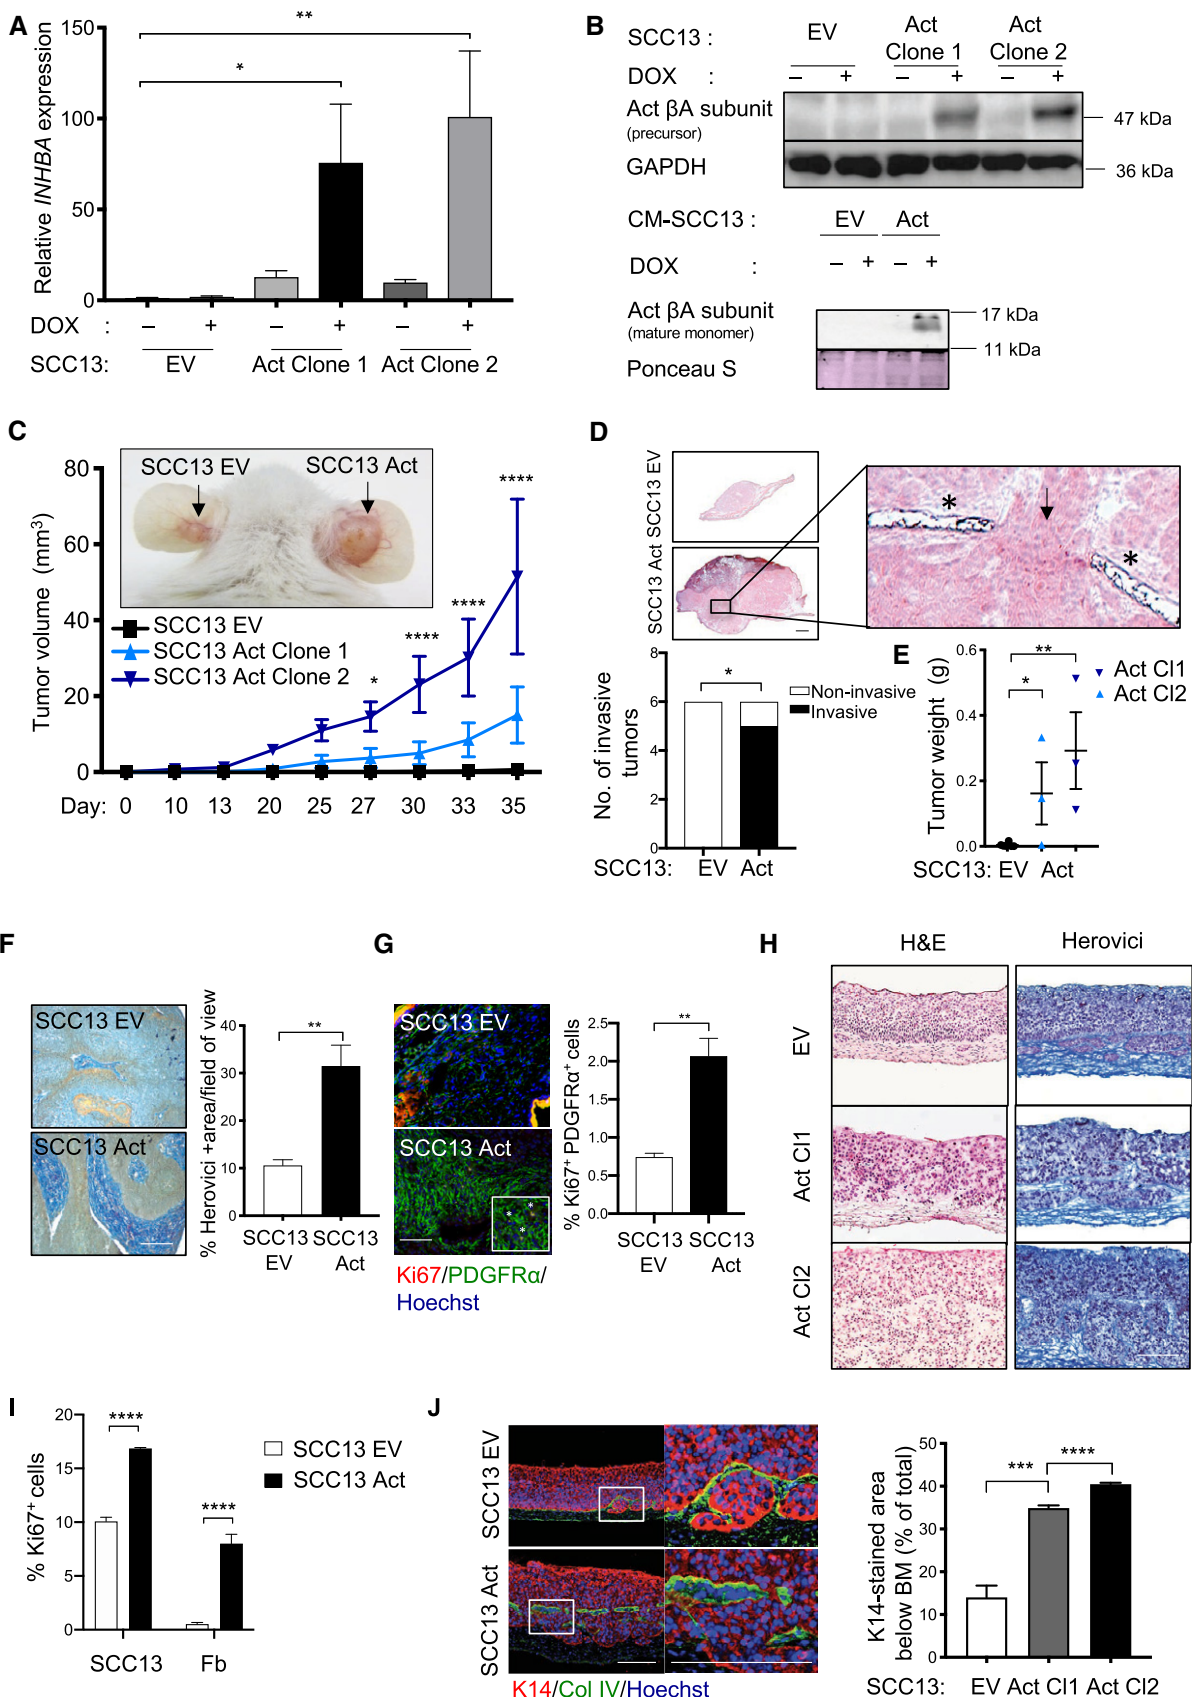 A
Relative INHBA expression
150
100
50
0
**
*
DOX : – + – + – +
SCC13: EV Act Clone 1 Act Clone 2
B
SCC13 : EV Act Clone 1 Act Clone 2
DOX : – + – + – +
Act βA subunit
(precursor)
47 kDa
GAPDH
36 kDa
CM-SCC13 : EV Act
DOX : – + – +
Act βA subunit
(mature monomer)
17 kDa
11 kDa
Ponceau S
C
Tumor volume (mm³)
80
60
40
20
0
SCC13 EV
SCC13 Act
SCC13 EV
SCC13 Act Clone 1
SCC13 Act Clone 2
* **** **** ****
Day: 0 10 13 20 25 27 30 33 35
D
SCC13 EV
SCC13 Act
* *
No. of invasive tumors
8
6
4
2
0
*
Non-invasive
Invasive
SCC13: EV Act
E
Tumor weight (g)
0.6
0.4
0.2
0.0
**
*
Act Cl1
Act Cl2
SCC13: EV Act
F
SCC13 EV
SCC13 Act
% Herovici +area/field of view
40
30
20
10
0
**
SCC13 EV
SCC13 Act
G
SCC13 EV
SCC13 Act
* * *
Ki67/PDGFRα/
Hoechst
% Ki67⁺ PDGFRα⁺ cells
2.5
2.0
1.5
1.0
0.5
0.0
**
SCC13 EV
SCC13 Act
H
H&E Herovici
EV
Act Cl1
Act Cl2
I
% Ki67⁺ cells
20
15
10
5
0
****
****
SCC13 EV
SCC13 Act
SCC13 Fb
J
SCC13 EV
SCC13 Act
K14/Col IV/Hoechst
K14-stained area
below BM (% of total)
50
40
30
20
10
0
*** ****
SCC13: EV Act Cl1 Act Cl2